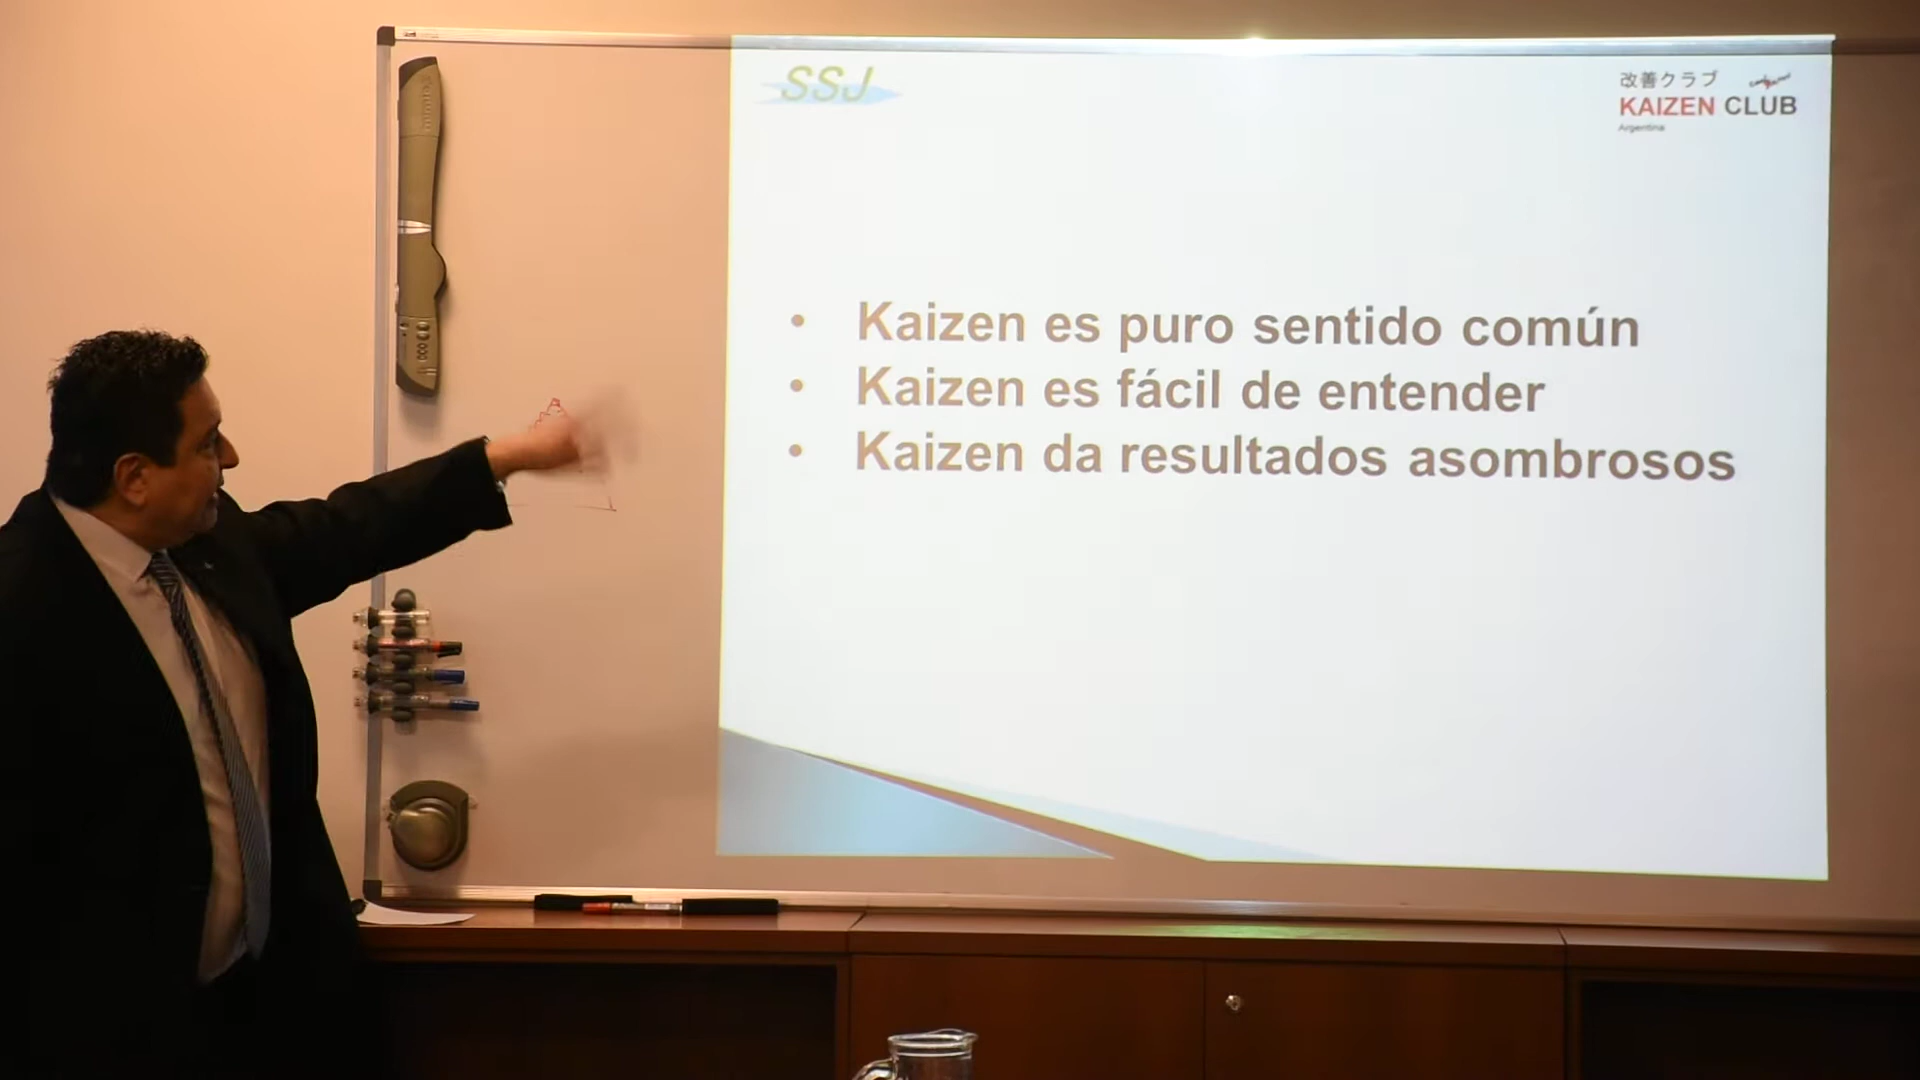 SSJ
改善クラブ
KAIZEN CLUB
Argentina
• Kaizen es puro sentido común
• Kaizen es fácil de entender
• Kaizen da resultados asombrosos